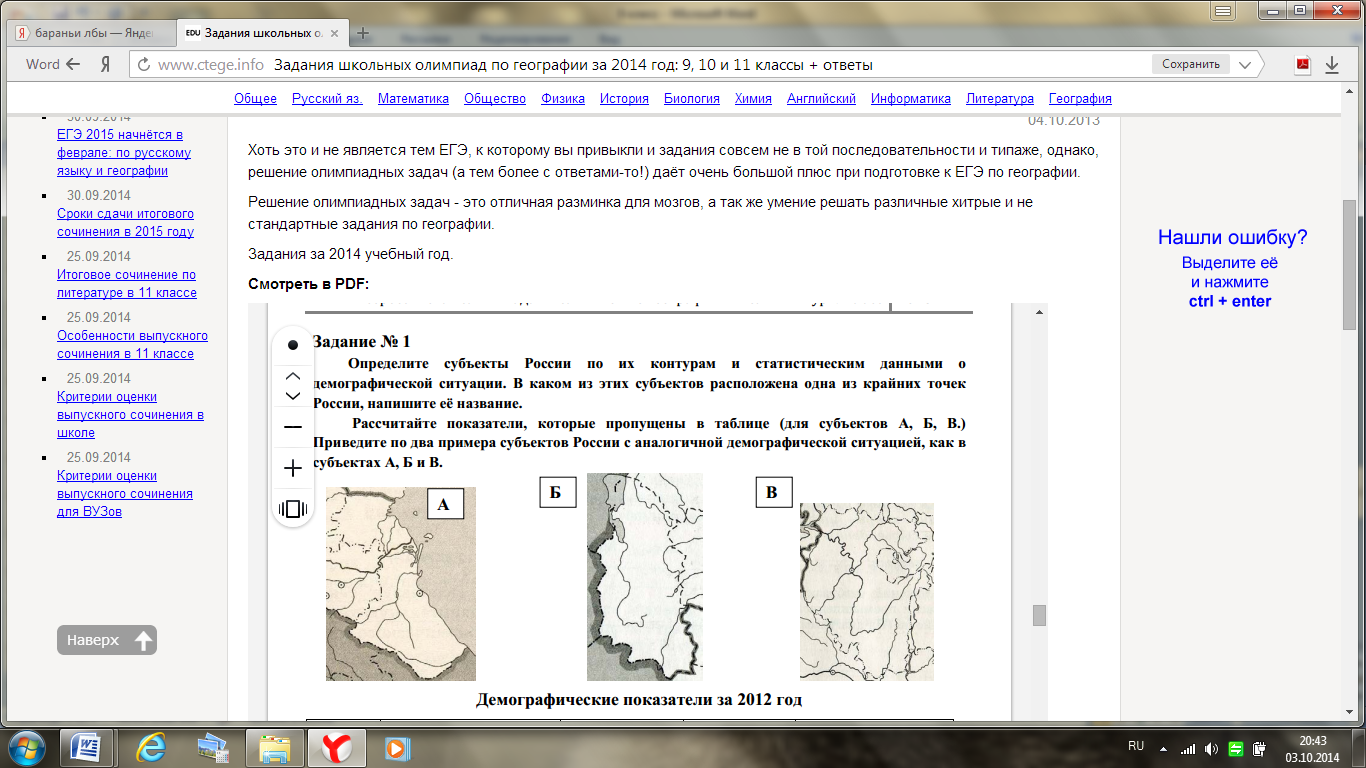 бараньи лбы — Янде
EDU Задания школьных о.
Word
Я
www.ctege.info Задания школьных олимпиад по географии за 2014 год: 9, 10 и 11 классы + ответы
Сохранить
Общее Русский яз. Математика Общество Физика История Биология Химия Английский Информатика Литература География
30.09.2014
ЕГЭ 2015 начнётся в
феврале: по русскому
языку и географии
30.09.2014
Сроки сдачи итогового
сочинения в 2015 году
25.09.2014
Итоговое сочинение по
литературе в 11 классе
25.09.2014
Особенности выпускного
сочинения в 11 классе
25.09.2014
Критерии оценки
выпускного сочинения в
школе
25.09.2014
Критерии оценки
выпускного сочинения
для ВУЗов
Наверх
04.10.2013
Хоть это и не является тем ЕГЭ, к которому вы привыкли и задания совсем не в той последовательности и типаже, однако,
решение олимпиадных задач (а тем более с ответами-то!) даёт очень большой плюс при подготовке к ЕГЭ по географии.
Решение олимпиадных задач - это отличная разминка для мозгов, а так же умение решать различные хитрые и не
стандартные задания по географии.
Задания за 2014 учебный год.
Смотреть в PDF:
Задание № 1
Определите субъекты России по их контурам и статистическим данными о
демографической ситуации. В каком из этих субъектов расположена одна из крайних точек
России, напишите её название.
Рассчитайте показатели, которые пропущены в таблице (для субъектов А, Б, В.)
Приведите по два примера субъектов России с аналогичной демографической ситуацией, как в
субъектах А, Б и В.
А
Б
В
Демографические показатели за 2012 год
Нашли ошибку?
Выделите её
и нажмите
ctrl + enter
RU
20:43
03.10.2014